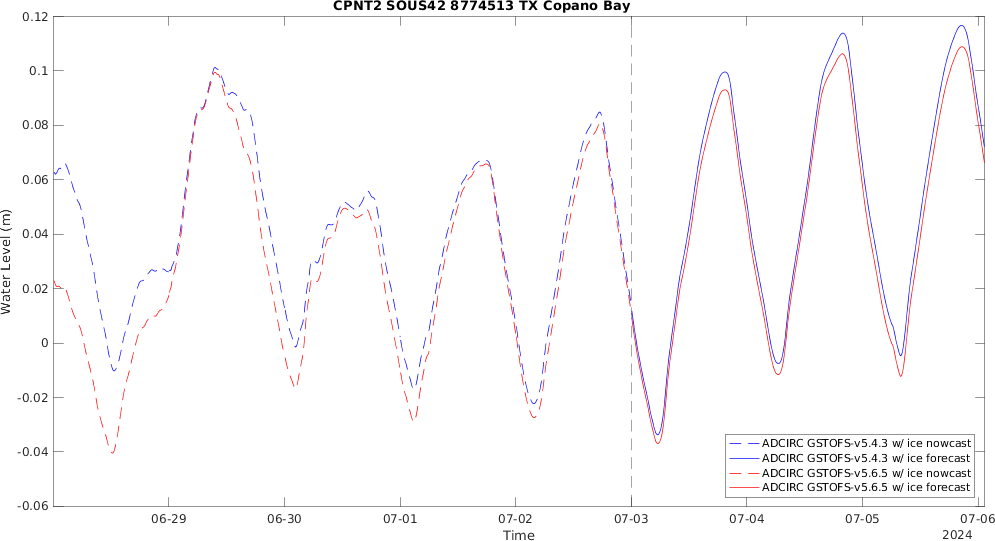 CPNT2 SOUS42 8774513 TX Copano Bay
0.12
0.1
0.08
0.06
0.04
0.02
0
-0.02
-0.04
-0.06
Water Level (m)
06-29 06-30 07-01 07-02 07-03 07-04 07-05 07-06
Time
2024
ADCIRC GSTOFS-v5.4.3 w/ ice nowcast
ADCIRC GSTOFS-v5.4.3 w/ ice forecast
ADCIRC GSTOFS-v5.6.5 w/ ice nowcast
ADCIRC GSTOFS-v5.6.5 w/ ice forecast